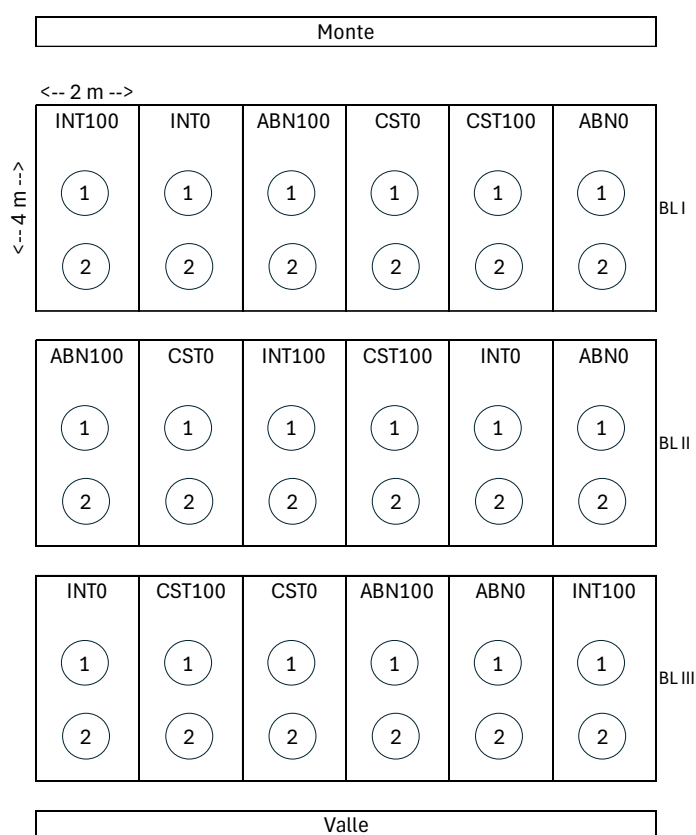 Monte
<-- 2 m -->
INT100 INT0 ABN100 CST0 CST100 ABN0
<-- 4 m -->
1 1 1 1 1 1
BL I
2 2 2 2 2 2
ABN100 CST0 INT100 CST100 INT0 ABN0
1 1 1 1 1 1
BL II
2 2 2 2 2 2
INT0 CST100 CST0 ABN100 ABN0 INT100
1 1 1 1 1 1
BL III
2 2 2 2 2 2
Valle